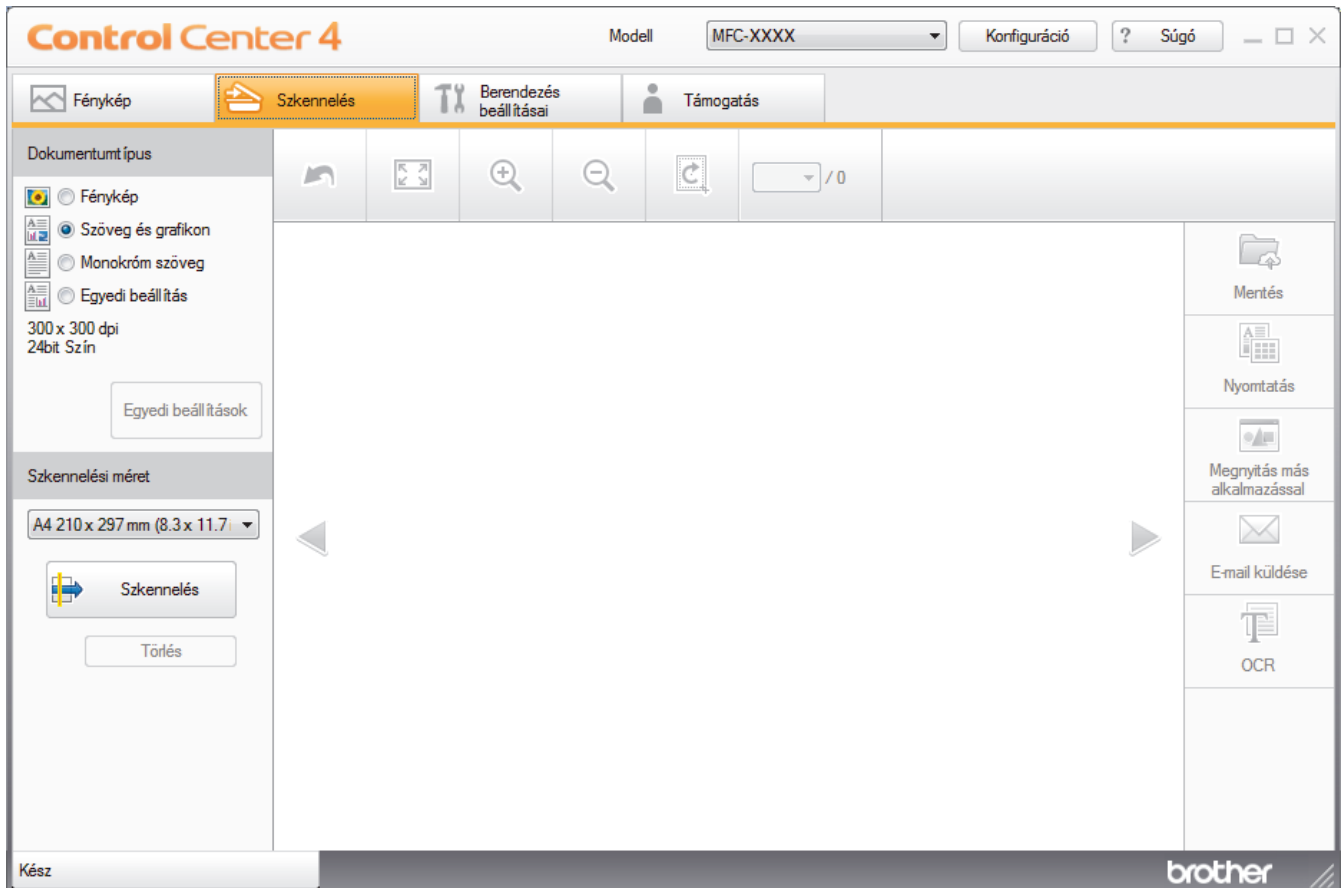 Control Center 4
Modell
MFC-XXXX
Konfiguráció
? Súgó
Fénykép
Szkennelés
Berendezés
beállításai
Támogatás
Dokumentumtípus
Fénykép
Szöveg és grafikon
Monokróm szöveg
Egyedi beállítás
300 x 300 dpi
24bit Szín
Egyedi beállítások
Szkennelési méret
A4 210 x 297 mm (8.3 x 11.7
Szkennelés
Törlés
/ 0
Mentés
Nyomtatás
Megnyitás más
alkalmazással
E-mail küldése
OCR
Kész
brother